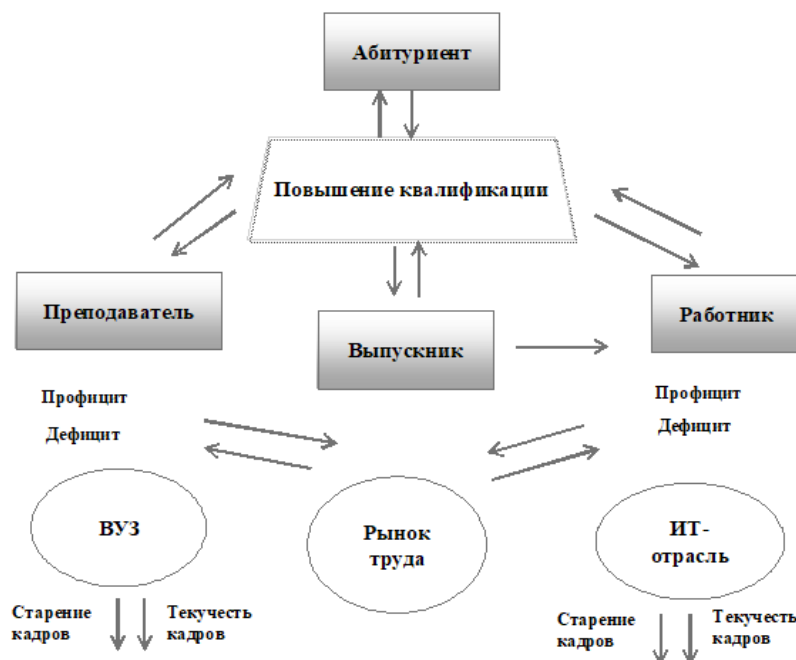 Абитуриент
Повышение квалификации
Преподаватель
Выпускник
Работник
Профицит
Дефицит
Профицит
Дефицит
ВУЗ
Рынок
труда
ИТ-
отрасль
Старение
кадров
Текучесть
кадров
Старение
кадров
Текучесть
кадров